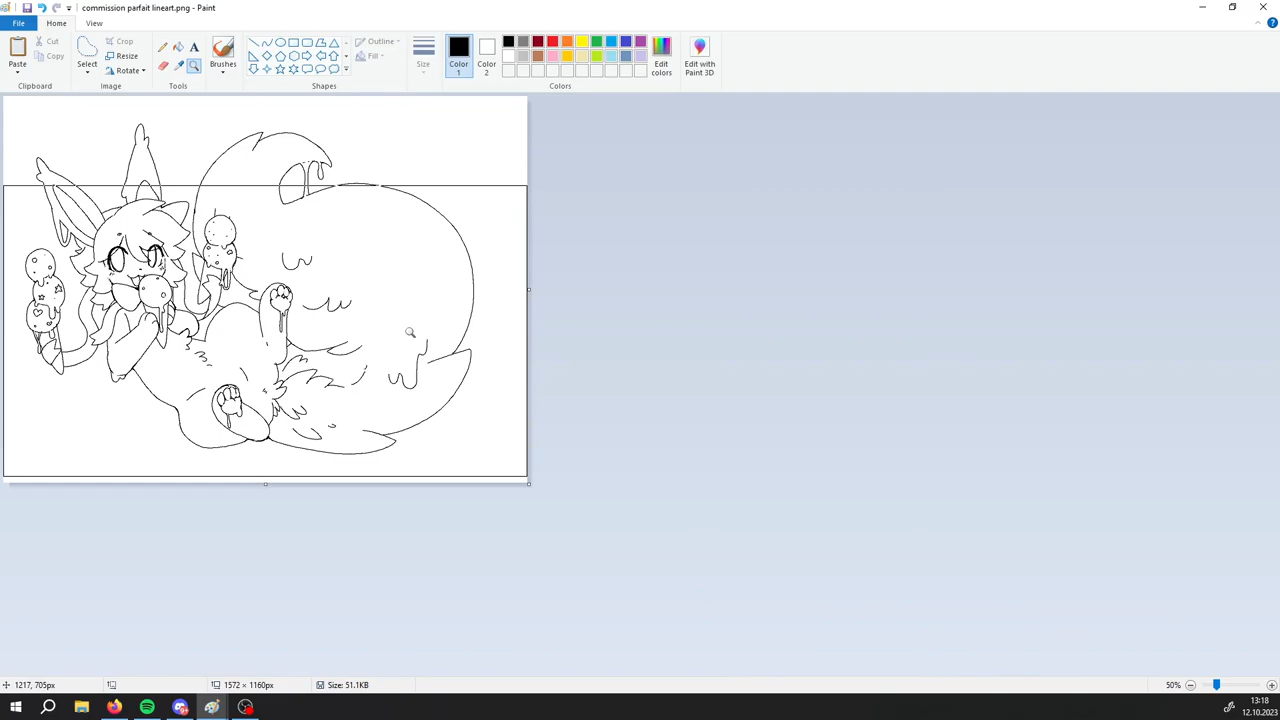 commission parfait lineart.png - Paint
File
Home
View
Paste
Cut
Copy
Clipboard
Select
Crop
Resize
Rotate
Image
A
Tools
Brushes
Outline
Fill
Shapes
Size
Color
1
Color
2
Edit
colors
Colors
Edit with
Paint 3D
1217, 705px
1572 × 1160px
Size: 51.1KB
50%
13:18
12.10.2023